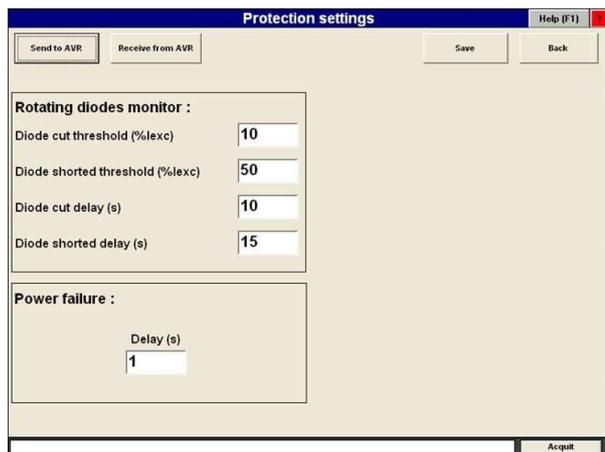 Protection settings
Help (F1)
?
Send to AVR
Receive from AVR
Save
Back
Rotating diodes monitor :
Diode cut threshold (%Iexc)
10
Diode shorted threshold (%Iexc)
50
Diode cut delay (s)
10
Diode shorted delay (s)
15
Power failure :
Delay (s)
1
Acquit